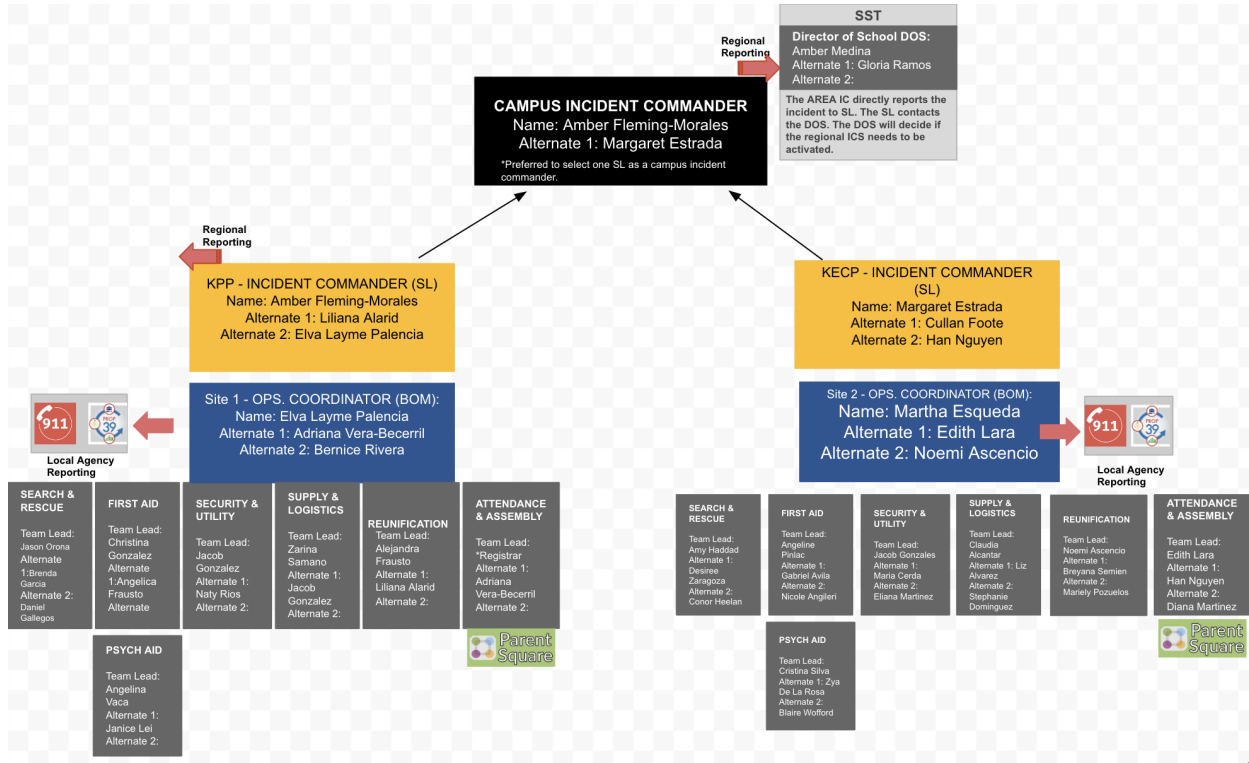 SST
Director of School DOS:
Amber Medina
Alternate 1: Gloria Ramos
Alternate 2:
The AREA IC directly reports the
incident to SL. The SL contacts
the DOS. The DOS will decide if
the regional ICS needs to be
activated.
Regional
Reporting
CAMPUS INCIDENT COMMANDER
Name: Amber Fleming-Morales
Alternate 1: Margaret Estrada
*Preferred to select one SL as a campus incident
commander.
Regional
Reporting
KPP - INCIDENT COMMANDER (SL)
Name: Amber Fleming-Morales
Alternate 1: Liliana Alarid
Alternate 2: Elva Layme Palencia
KECP - INCIDENT COMMANDER
(SL)
Name: Margaret Estrada
Alternate 1: Cullan Foote
Alternate 2: Han Nguyen
Site 1 - OPS. COORDINATOR (BOM):
Name: Elva Layme Palencia
Alternate 1: Adriana Vera-Becerril
Alternate 2: Bernice Rivera
911
PROP
39
Local Agency
Reporting
Site 2 - OPS. COORDINATOR (BOM):
Name: Martha Esqueda
Alternate 1: Edith Lara
Alternate 2: Noemi Ascencio
911
PROP
39
Local Agency
Reporting
SEARCH &
RESCUE
Team Lead:
Jason Orona
Alternate
1:Brenda
Garcia
Alternate 2:
Daniel
Gallegos
FIRST AID
Team Lead:
Christina
Gonzalez
Alternate
1:Angelica
Frausto
Alternate
SECURITY &
UTILITY
Team Lead:
Jacob
Gonzalez
Alternate 1:
Naty Rios
Alternate 2:
SUPPLY &
LOGISTICS
Team Lead:
Zarina
Samano
Alternate 1:
Jacob
Gonzalez
Alternate 2:
REUNIFICATION
Team Lead:
Alejandra
Frausto
Alternate 1:
Liliana Alarid
Alternate 2:
ATTENDANCE
& ASSEMBLY
Team Lead:
*Registrar
Alternate 1:
Adriana
Vera-Becerril
Alternate 2:
Parent
Square
PSYCH AID
Team Lead:
Angelina
Vaca
Alternate 1:
Janice Lei
Alternate 2:
SEARCH &
RESCUE
Team Lead:
Amy Haddad
Alternate 1:
Desiree
Zaragoza
Alternate 2:
Conor Heelan
FIRST AID
Team Lead:
Angeline
Pinlac
Alternate 1:
Gabriel Avila
Alternate 2:
Nicole Angileri
SECURITY &
UTILITY
Team Lead:
Jacob Gonzales
Alternate 1:
Maria Cerda
Alternate 2:
Eliana Martinez
SUPPLY &
LOGISTICS
Team Lead:
Claudia
Alcantar
Alternate 1: Liz
Alvarez
Alternate 2:
Stephanie
Dominguez
REUNIFICATION
Team Lead:
Noemi Ascencio
Alternate 1:
Breyana Semien
Alternate 2:
Mariely Pozuelos
ATTENDANCE
& ASSEMBLY
Team Lead:
Edith Lara
Alternate 1:
Han Nguyen
Alternate 2:
Diana Martinez
Parent
Square
PSYCH AID
Team Lead:
Cristina Silva
Alternate 1: Zya
De La Rosa
Alternate 2:
Blaire Wofford